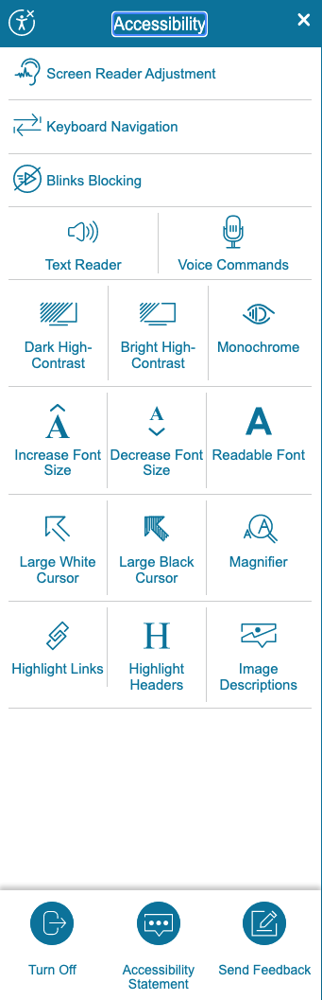 Accessibility
Screen Reader Adjustment
Keyboard Navigation
Blinks Blocking
Text Reader
Voice Commands
Dark High-
Contrast
Bright High-
Contrast
Monochrome
Increase Font
Size
Decrease Font
Size
Readable Font
Large White
Cursor
Large Black
Cursor
Magnifier
Highlight Links
Highlight
Headers
Image
Descriptions
Turn Off
Accessibility
Statement
Send Feedback